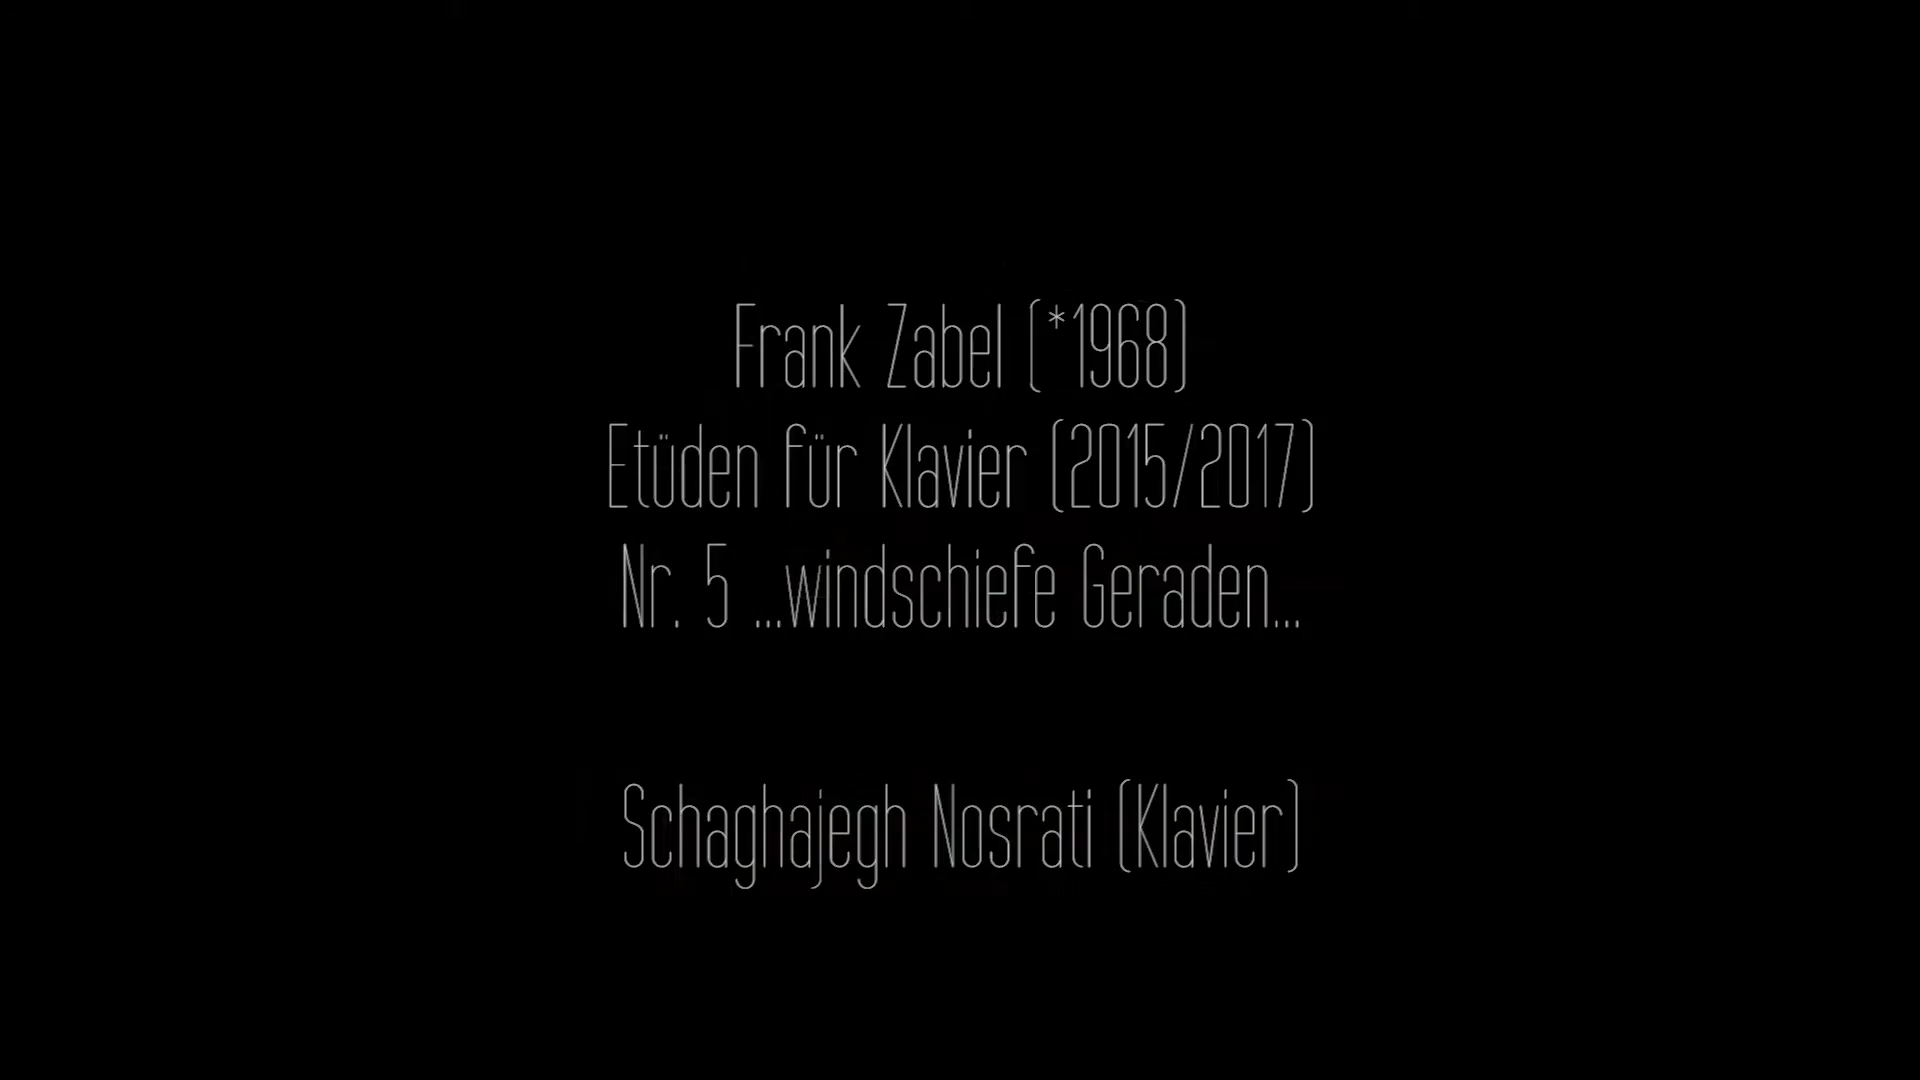 Frank Zabel (*1968)
Etüden für Klavier (2015/2017)
Nr. 5 ...windschiefe Geraden...
Schaghajegh Nosrati (Klavier)